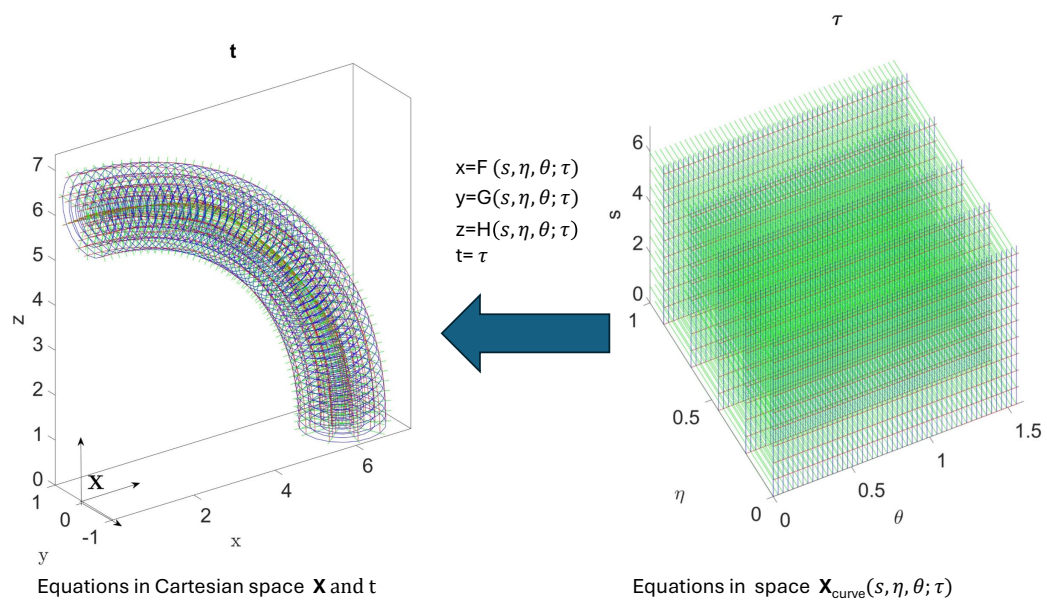 t
7
6
5
4
3
2
1
0
z
1
0
-1
y
2
4
6
x
X
x=F (s, η, θ; τ)
y=G(s, η, θ; τ)
z=H(s, η, θ; τ)
t= τ
τ
6
4
2
0
s
1
0.5
0
η
0
0.5
1
1.5
θ
Equations in Cartesian space X and t
Equations in space X_curve(s, η, θ; τ)